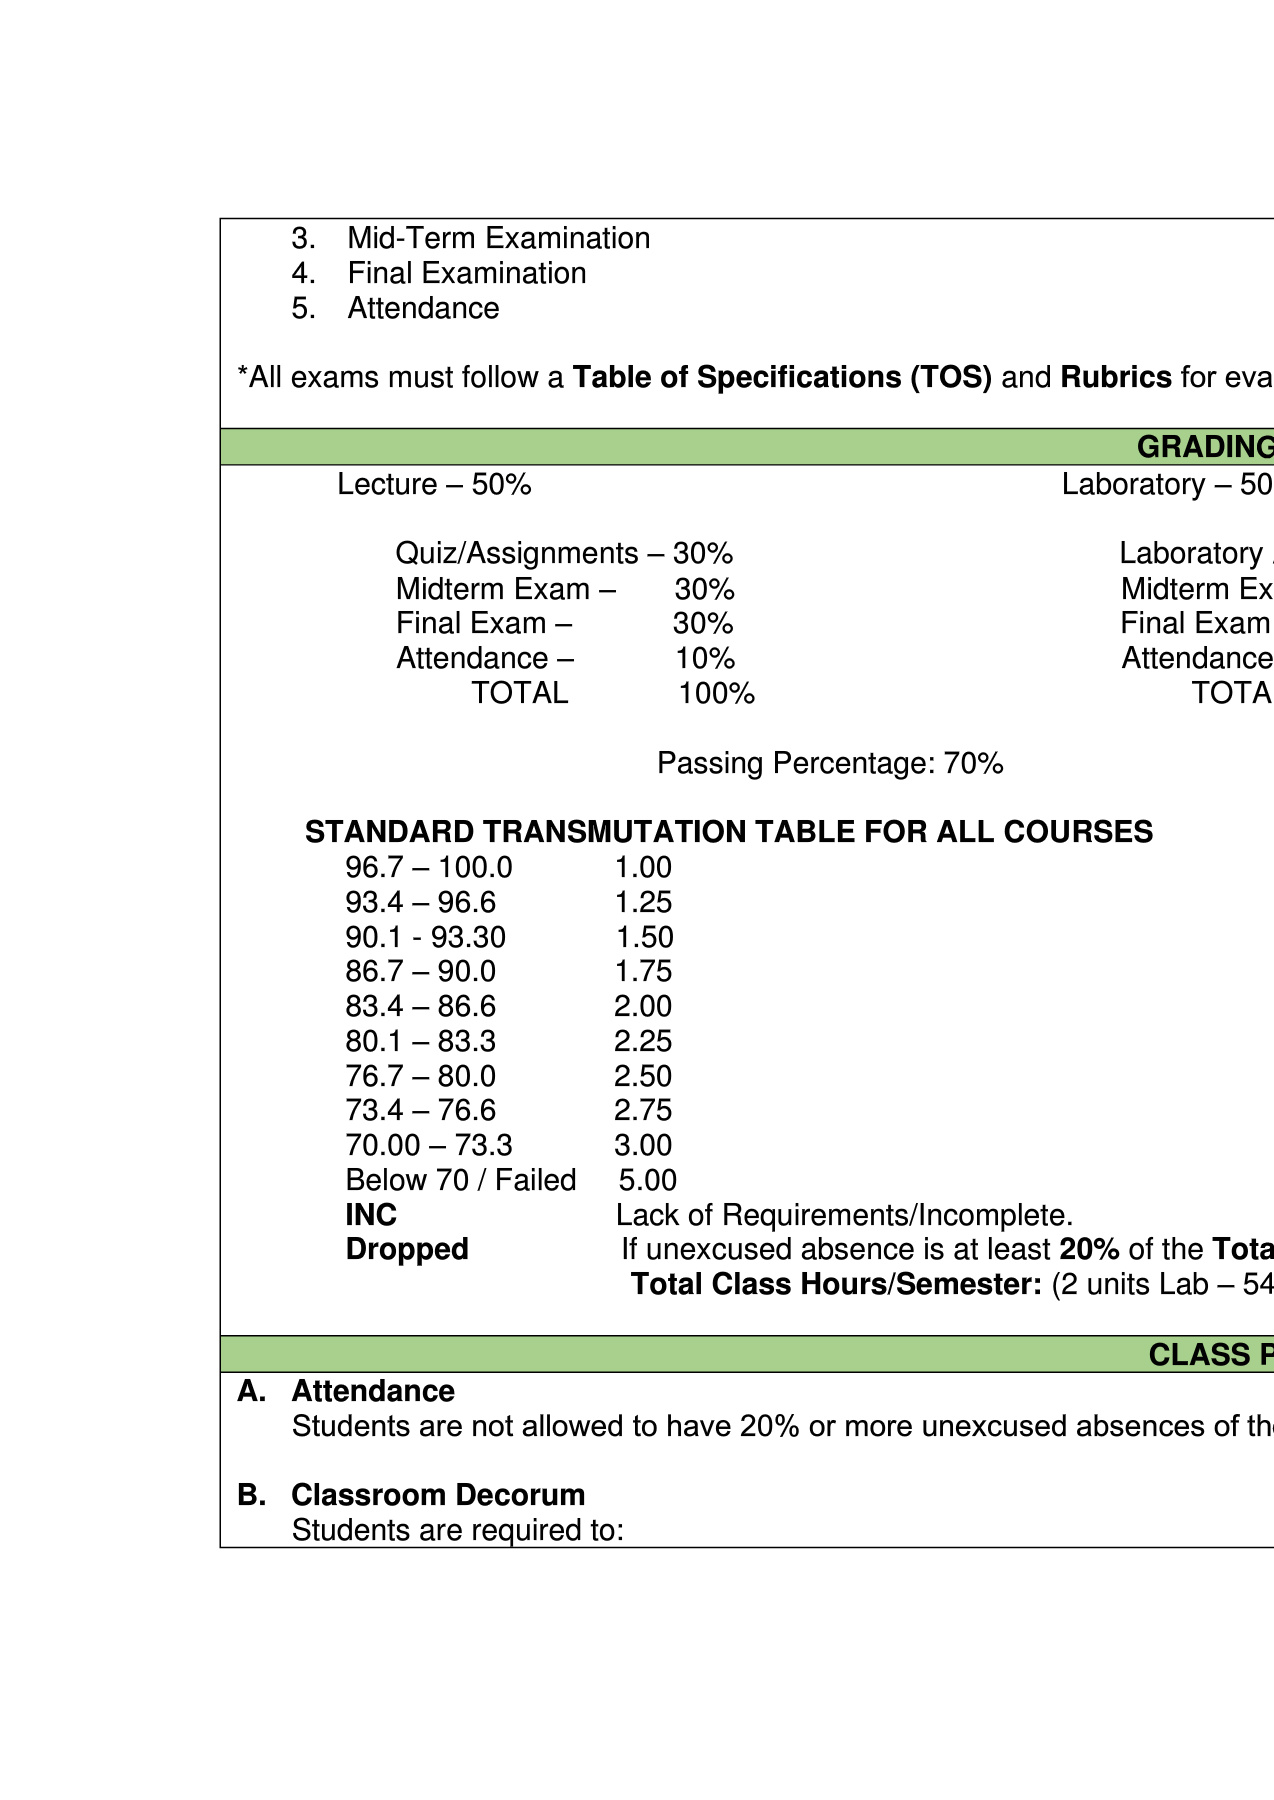 3. Mid-Term Examination
4. Final Examination
5. Attendance
*All exams must follow a Table of Specifications (TOS) and Rubrics for eva
GRADING
Lecture – 50% Laboratory – 50
Quiz/Assignments – 30% Laboratory
Midterm Exam – 30% Midterm Ex
Final Exam – 30% Final Exam
Attendance – 10% Attendance
TOTAL 100% TOTA
Passing Percentage: 70%
STANDARD TRANSMUTATION TABLE FOR ALL COURSES
96.7 – 100.0 1.00
93.4 – 96.6 1.25
90.1 - 93.30 1.50
86.7 – 90.0 1.75
83.4 – 86.6 2.00
80.1 – 83.3 2.25
76.7 – 80.0 2.50
73.4 – 76.6 2.75
70.00 – 73.3 3.00
Below 70 / Failed 5.00
INC Lack of Requirements/Incomplete.
Dropped If unexcused absence is at least 20% of the Tota
Total Class Hours/Semester: (2 units Lab – 54
CLASS P
A. Attendance
Students are not allowed to have 20% or more unexcused absences of the
B. Classroom Decorum
Students are required to: